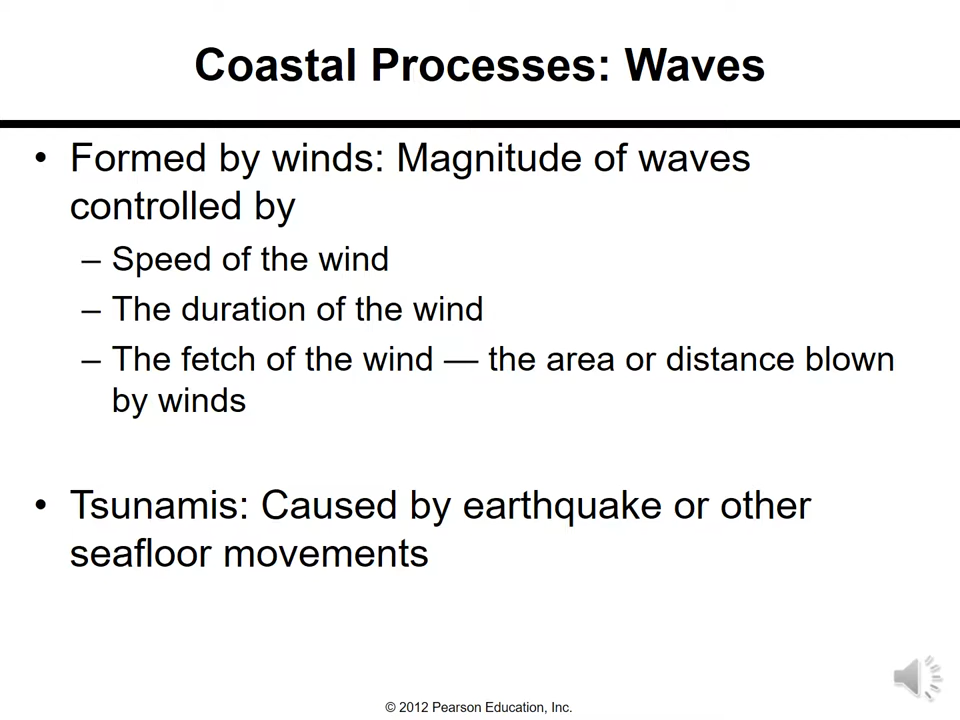 Coastal Processes: Waves
• Formed by winds: Magnitude of waves
controlled by
– Speed of the wind
– The duration of the wind
– The fetch of the wind — the area or distance blown
by winds
• Tsunamis: Caused by earthquake or other
seafloor movements
© 2012 Pearson Education, Inc.